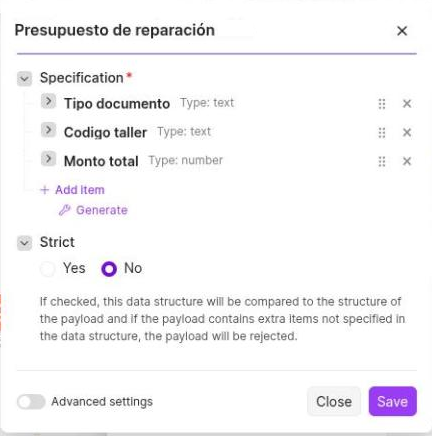 Presupuesto de reparación
Specification*
Tipo documento Type: text
Codigo taller Type: text
Monto total Type: number
+ Add item
Generate
Strict
Yes No
If checked, this data structure will be compared to the structure of
the payload and if the payload contains extra items not specified in
the data structure, the payload will be rejected.
Advanced settings Close Save